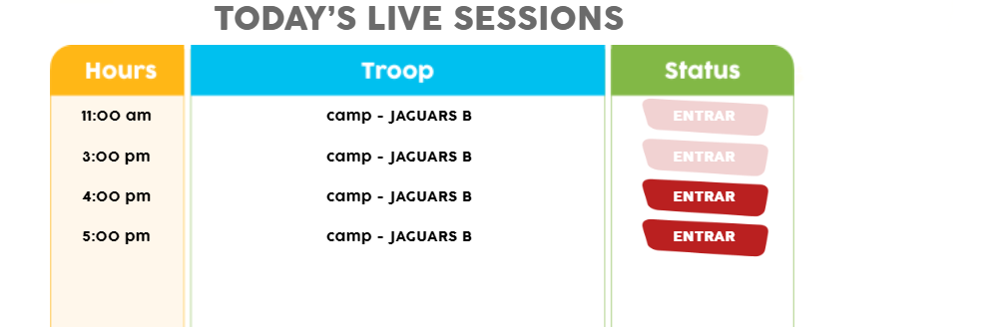 TODAY'S LIVE SESSIONS
Hours Troop Status
11:00 am camp - JAGUARS B ENTRAR
3:00 pm camp - JAGUARS B ENTRAR
4:00 pm camp - JAGUARS B ENTRAR
5:00 pm camp - JAGUARS B ENTRAR